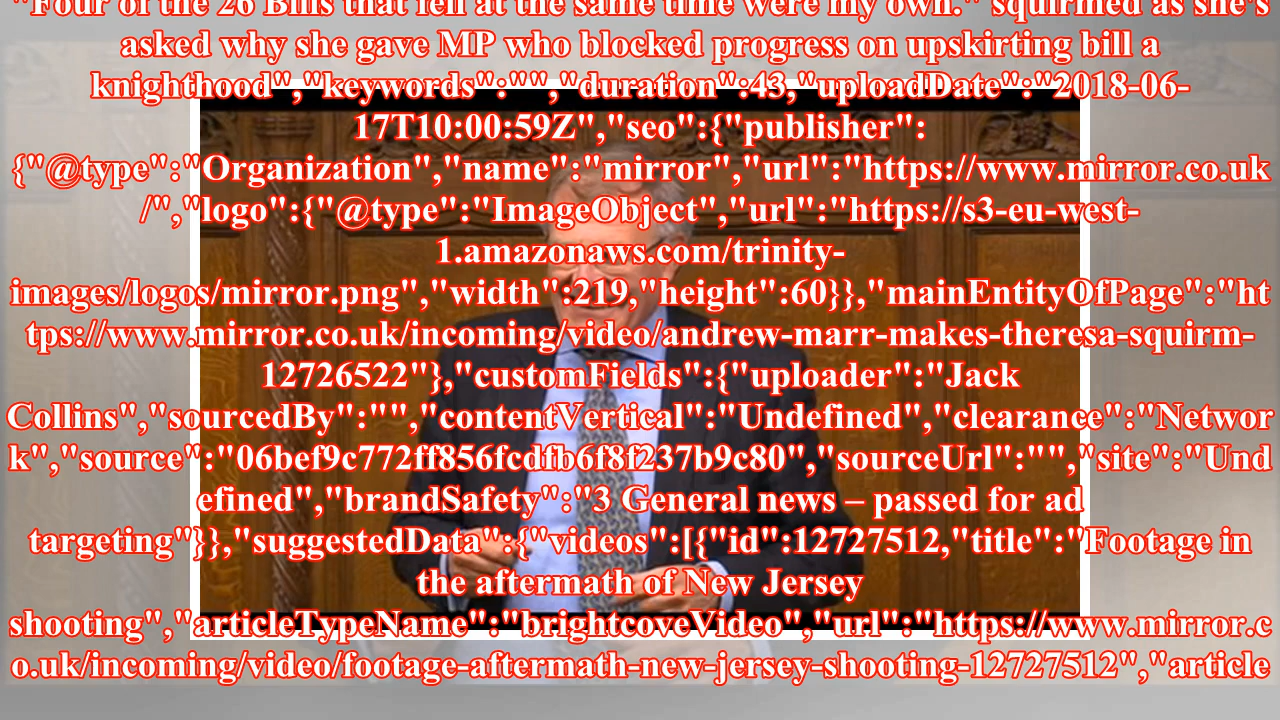 "Four of the 26 Bills that fell at the same time were my own." squirmed as she's
asked why she gave MP who blocked progress on upskirting bill a
knighthood","keywords":"","duration":43,"uploadDate":"2018-06-
17T10:00:59Z","seo":{"publisher":
{"@type":"Organization","name":"mirror","url":"https://www.mirror.co.uk
/","logo":{"@type":"ImageObject","url":"https://s3-eu-west-
1.amazonaws.com/trinity-
images/logos/mirror.png","width":219,"height":60}},"mainEntityOfPage":"ht
tps://www.mirror.co.uk/incoming/video/andrew-marr-makes-theresa-squirm-
12726522"},"customFields":{"uploader":"Jack
Collins","sourcedBy":"","contentVertical":"Undefined","clearance":"Networ
k","source":"06bef9c772ff856fcdfb6f8f237b9c80","sourceUrl":"","site":"Und
efined","brandSafety":"3 General news – passed for ad
targeting"}},"suggestedData":{"videos":[{"id":12727512,"title":"Footage in
the aftermath of New Jersey
shooting","articleTypeName":"brightcoveVideo","url":"https://www.mirror.c
o.uk/incoming/video/footage-aftermath-new-jersey-shooting-12727512","article